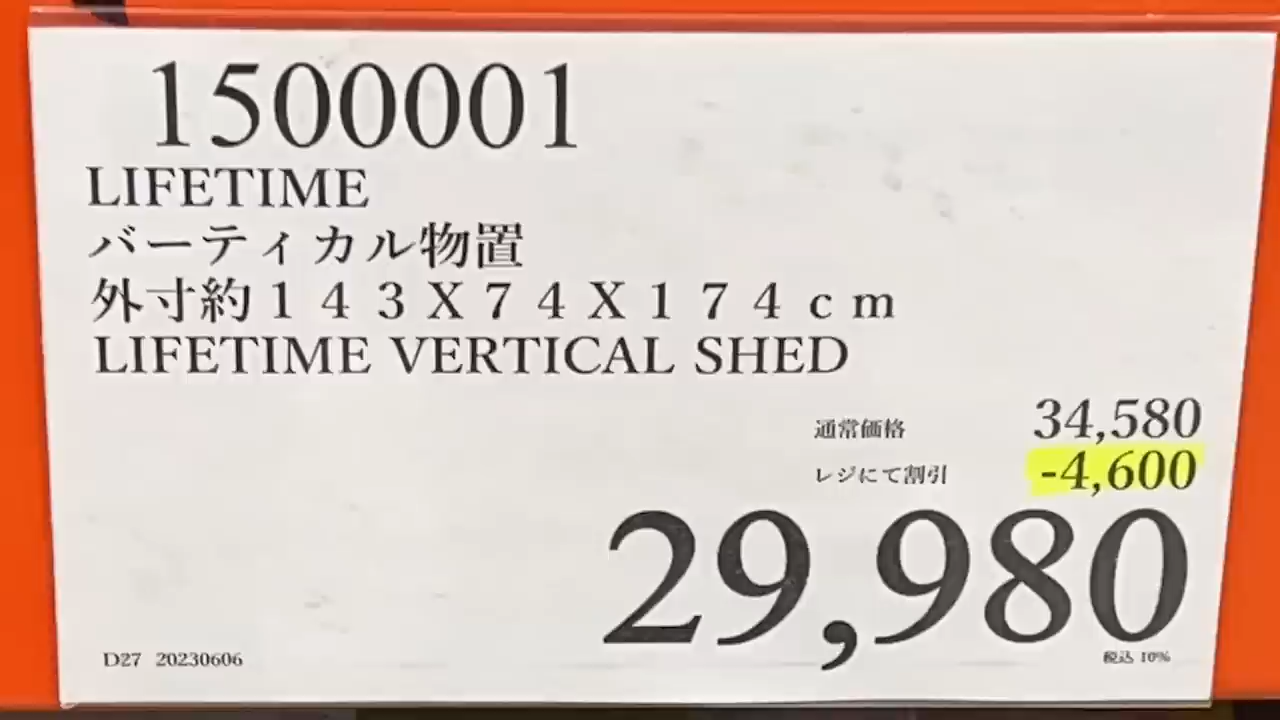 1500001
LIFETIME
バーティカル物置
外寸約１４３Ｘ７４Ｘ１７４ｃｍ
LIFETIME VERTICAL SHED
通常価格 34,580
レジにて割引 -4,600
29,980
税込 10%
D27 20230606